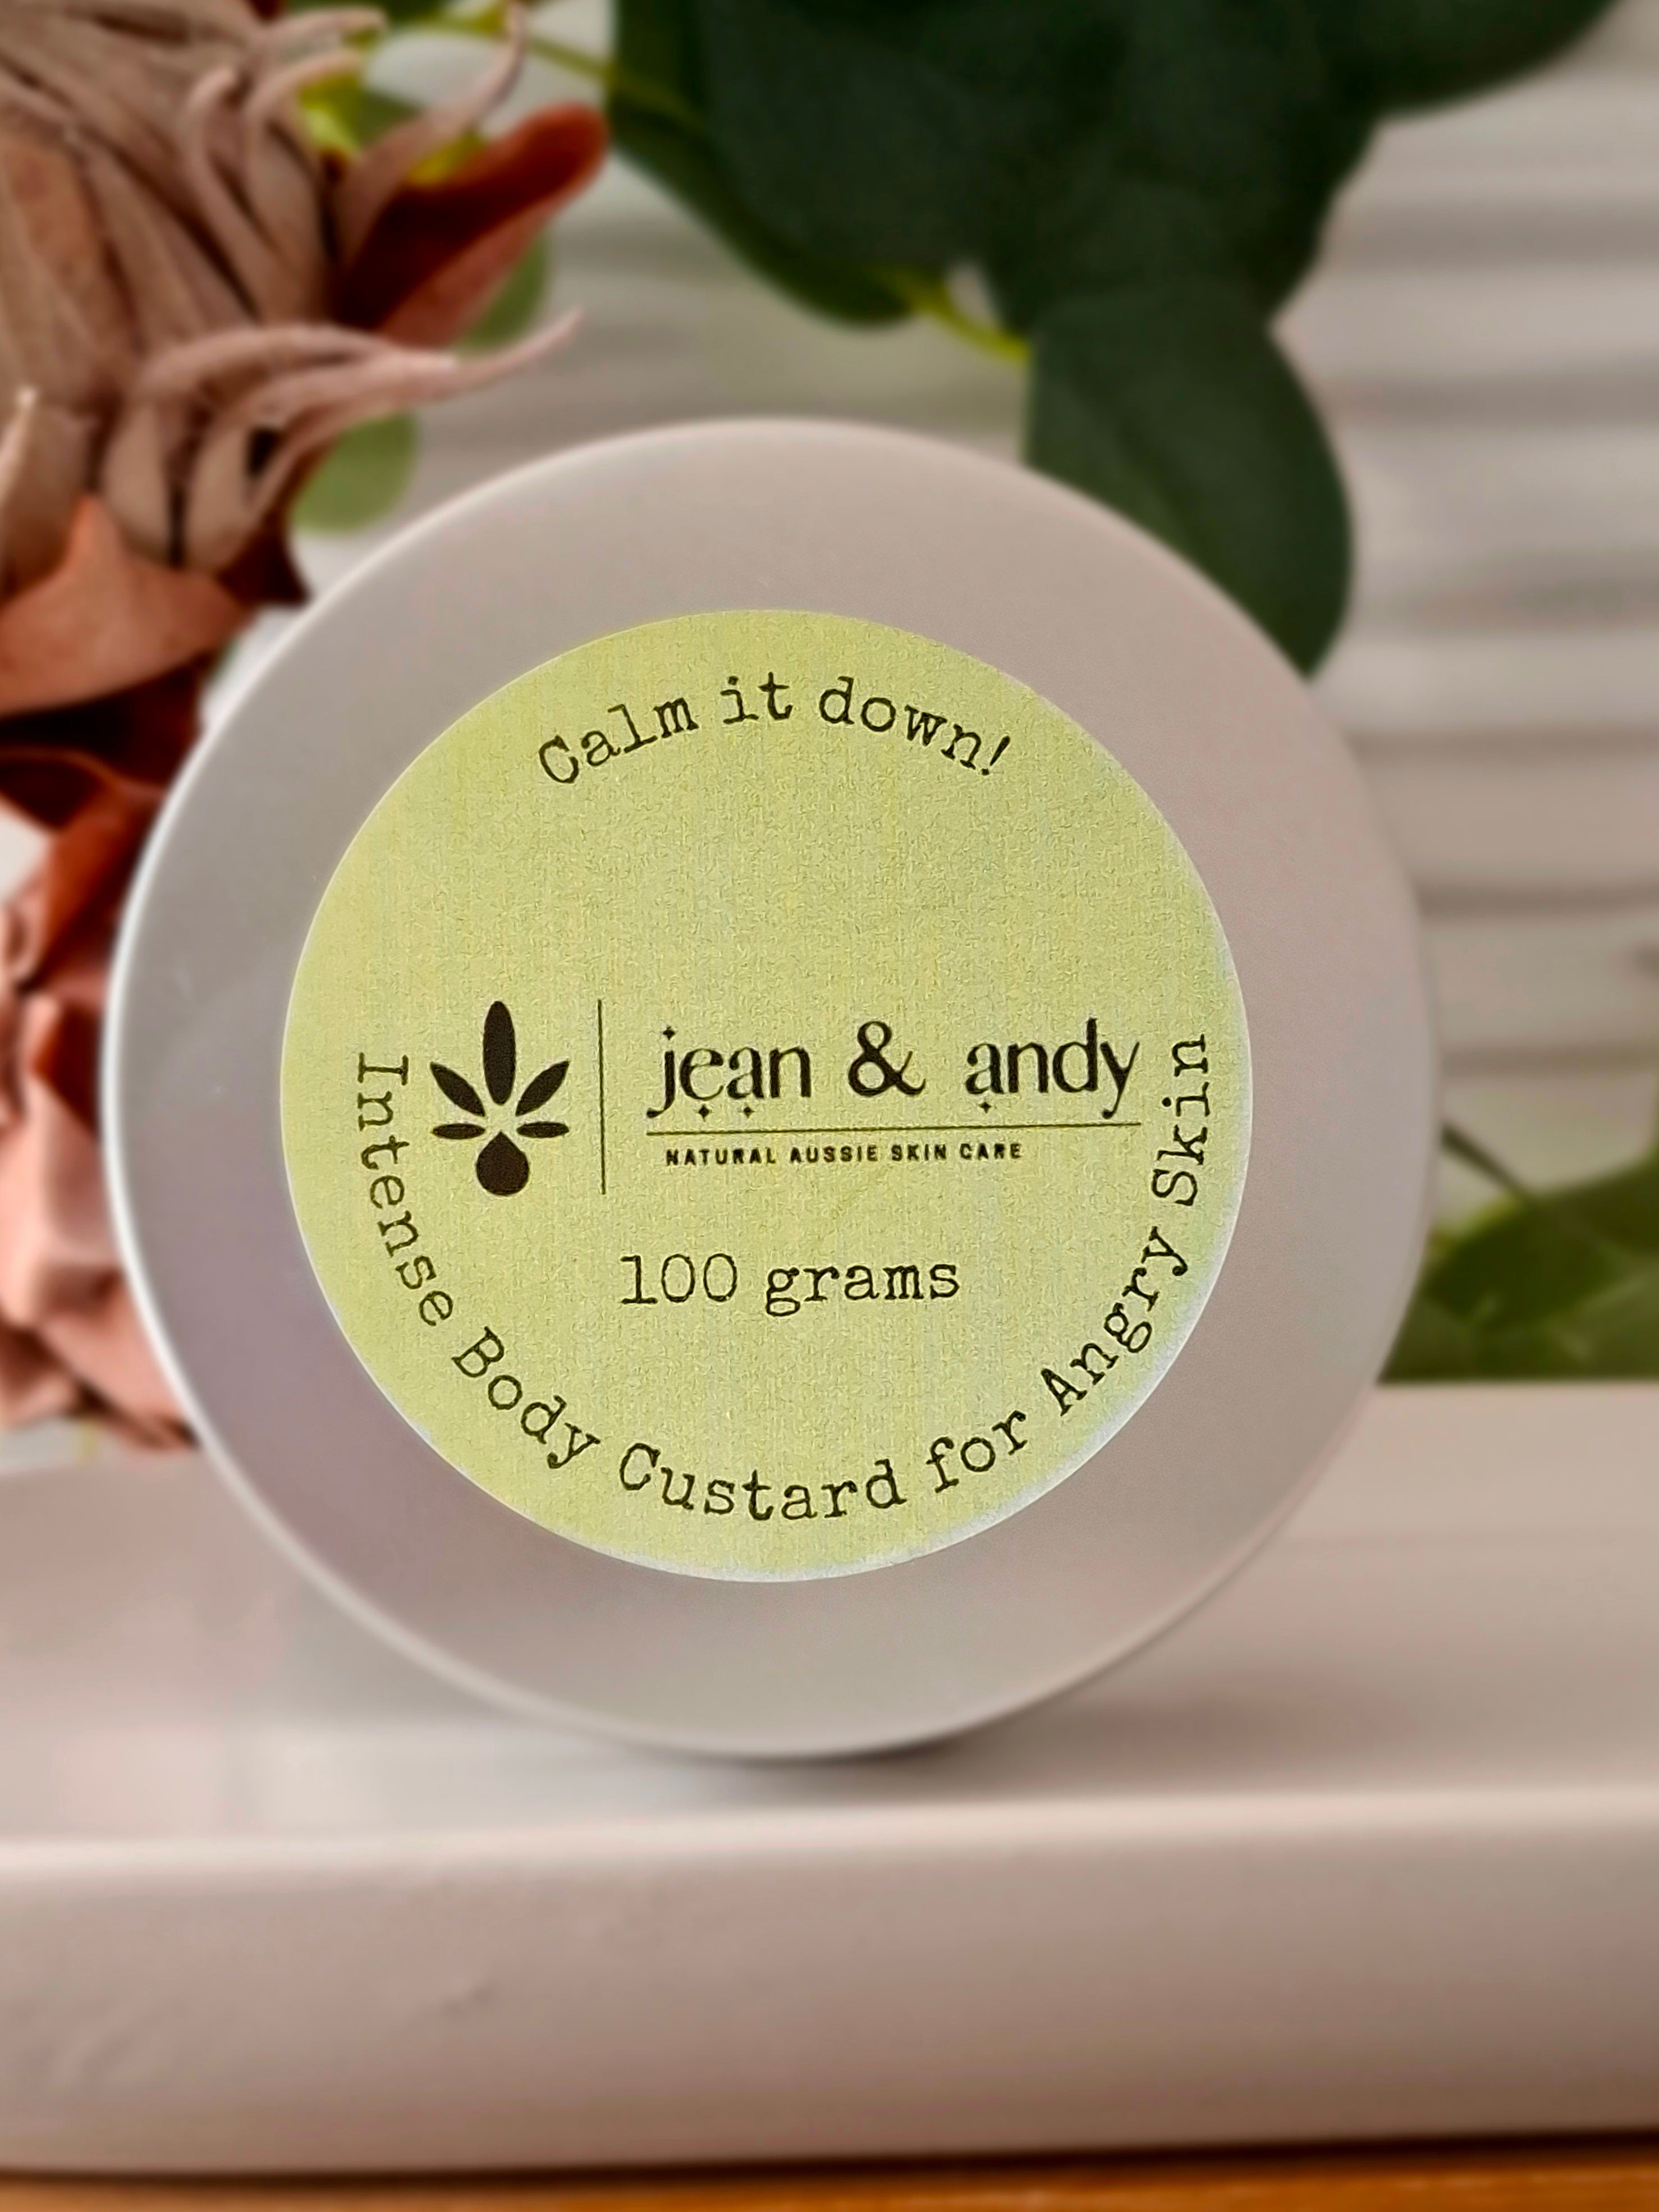 Calm it down!
jean & andy
NATURAL AUSSIE SKIN CARE
100 grams
Intense Body Custard for Angry Skin